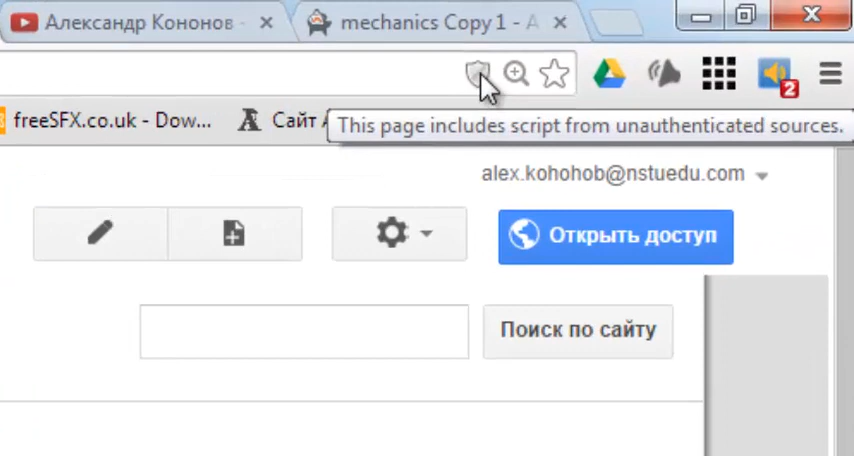 Александр Кононов -
mechanics Copy 1 - A
freeSFX.co.uk - Dow...
Сайт
This page includes script from unauthenticated sources.
2
alex.kohohob@nstuedu.com
Открыть доступ
Поиск по сайту